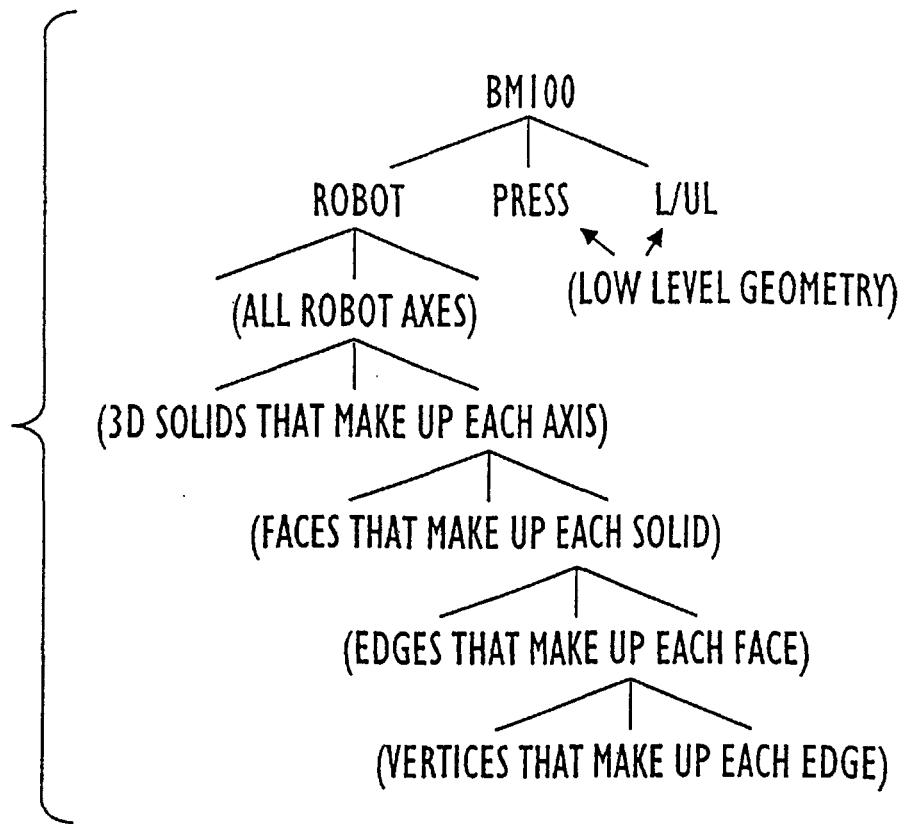 BM100
ROBOT PRESS L/UL
(LOW LEVEL GEOMETRY)
(ALL ROBOT AXES)
(3D SOLIDS THAT MAKE UP EACH AXIS)
(FACES THAT MAKE UP EACH SOLID)
(EDGES THAT MAKE UP EACH FACE)
(VERTICES THAT MAKE UP EACH EDGE)